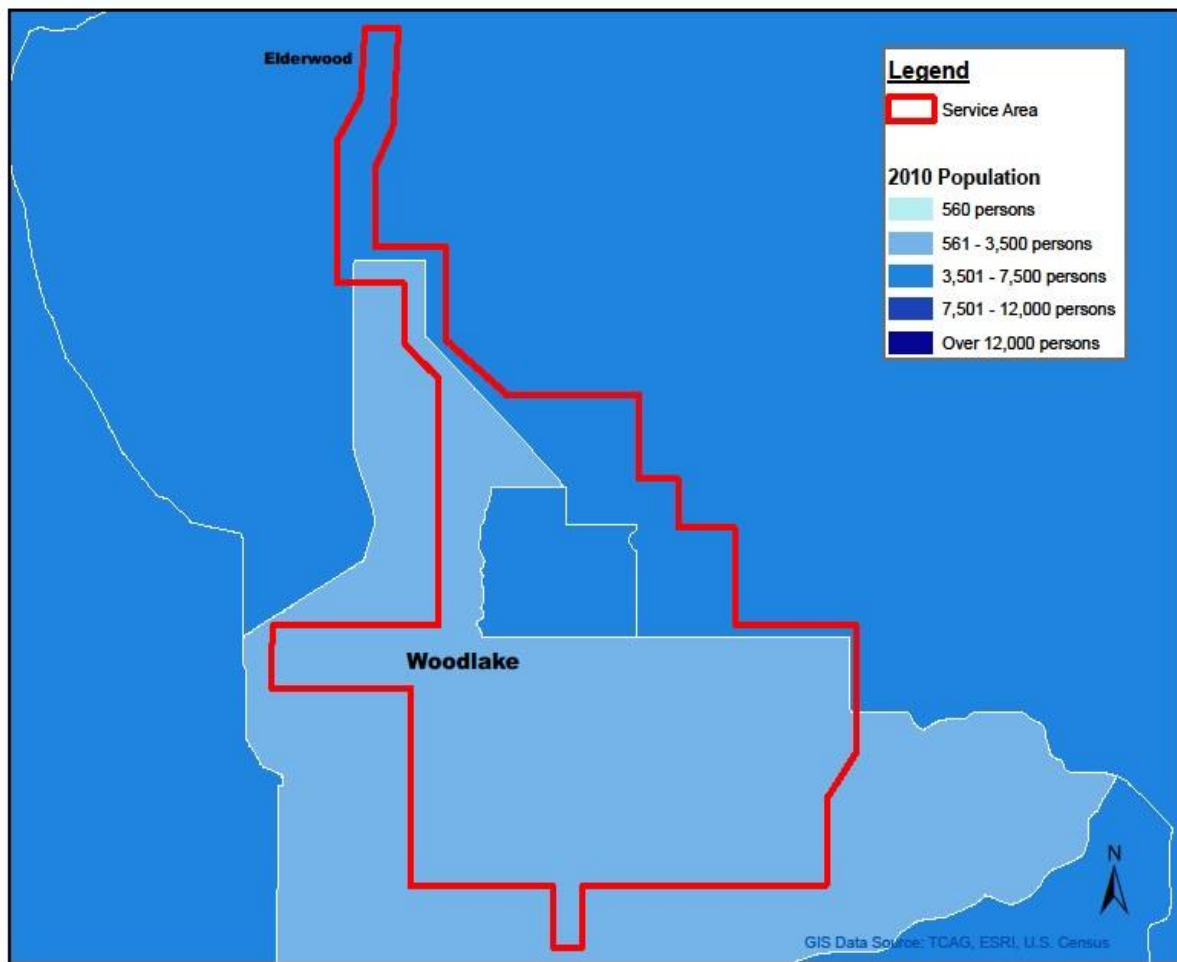 Elderwood
Legend
Service Area
2010 Population
560 persons
561 - 3,500 persons
3,501 - 7,500 persons
7,501 - 12,000 persons
Over 12,000 persons
Woodlake
N
GIS Data Source: TCAG, ESRI, U.S. Census